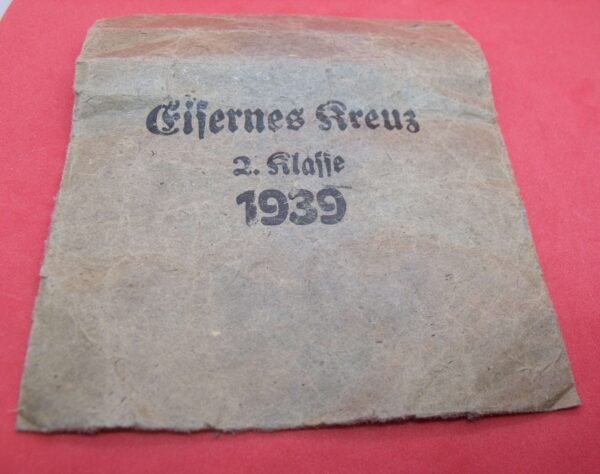 Eisernes Kreuz
2. Klasse
1939